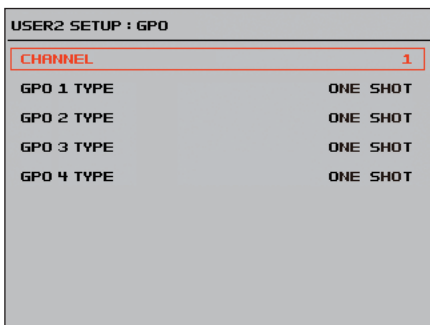 USER2 SETUP : GPO
CHANNEL 1
GPO 1 TYPE ONE SHOT
GPO 2 TYPE ONE SHOT
GPO 3 TYPE ONE SHOT
GPO 4 TYPE ONE SHOT